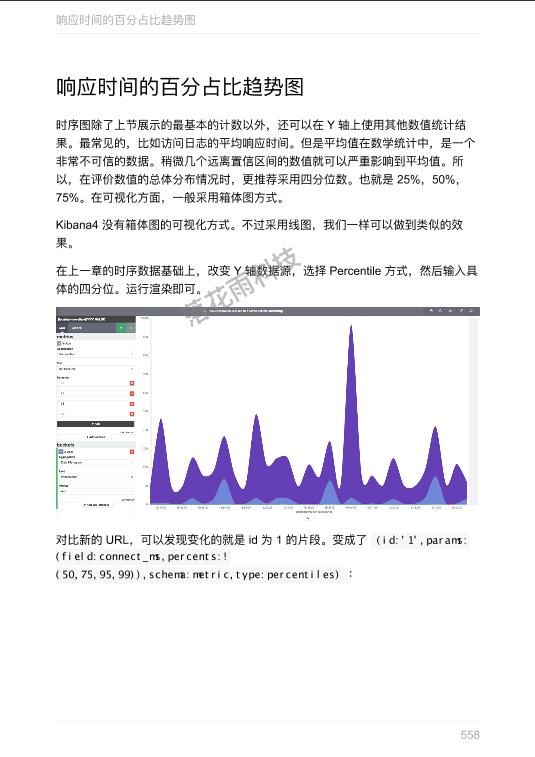 响应时间的百分占比趋势图
响应时间的百分占比趋势图
时序图除了上节展示的最基本的计数以外，还可以在 Y 轴上使用其他数值统计结
果。最常见的，比如访问日志的平均响应时间。但是平均值在数学统计中，是一个
非常不可信的数据。稍微几个远离置信区间的数值就可以严重影响到平均值。所
以，在评价数值的总体分布情况时，更推荐采用四分位数。也就是 25%，50%，
75%。在可视化方面，一般采用箱体图方式。
Kibana4 没有箱体图的可视化方式。不过采用线图，我们一样可以做到类似的效
果。
在上一章的时序数据基础上，改变 Y 轴数据源，选择 Percentile 方式，然后输入具
体的四分位。运行渲染即可。
落花雨科技
metrics
buckets
对比新的 URL，可以发现变化的就是 id 为 1 的片段。变成了 (id:'1',params:
(field:connect_ms,percents:!
(50,75,95,99)),schema:metric,type:percentiles) ：
558